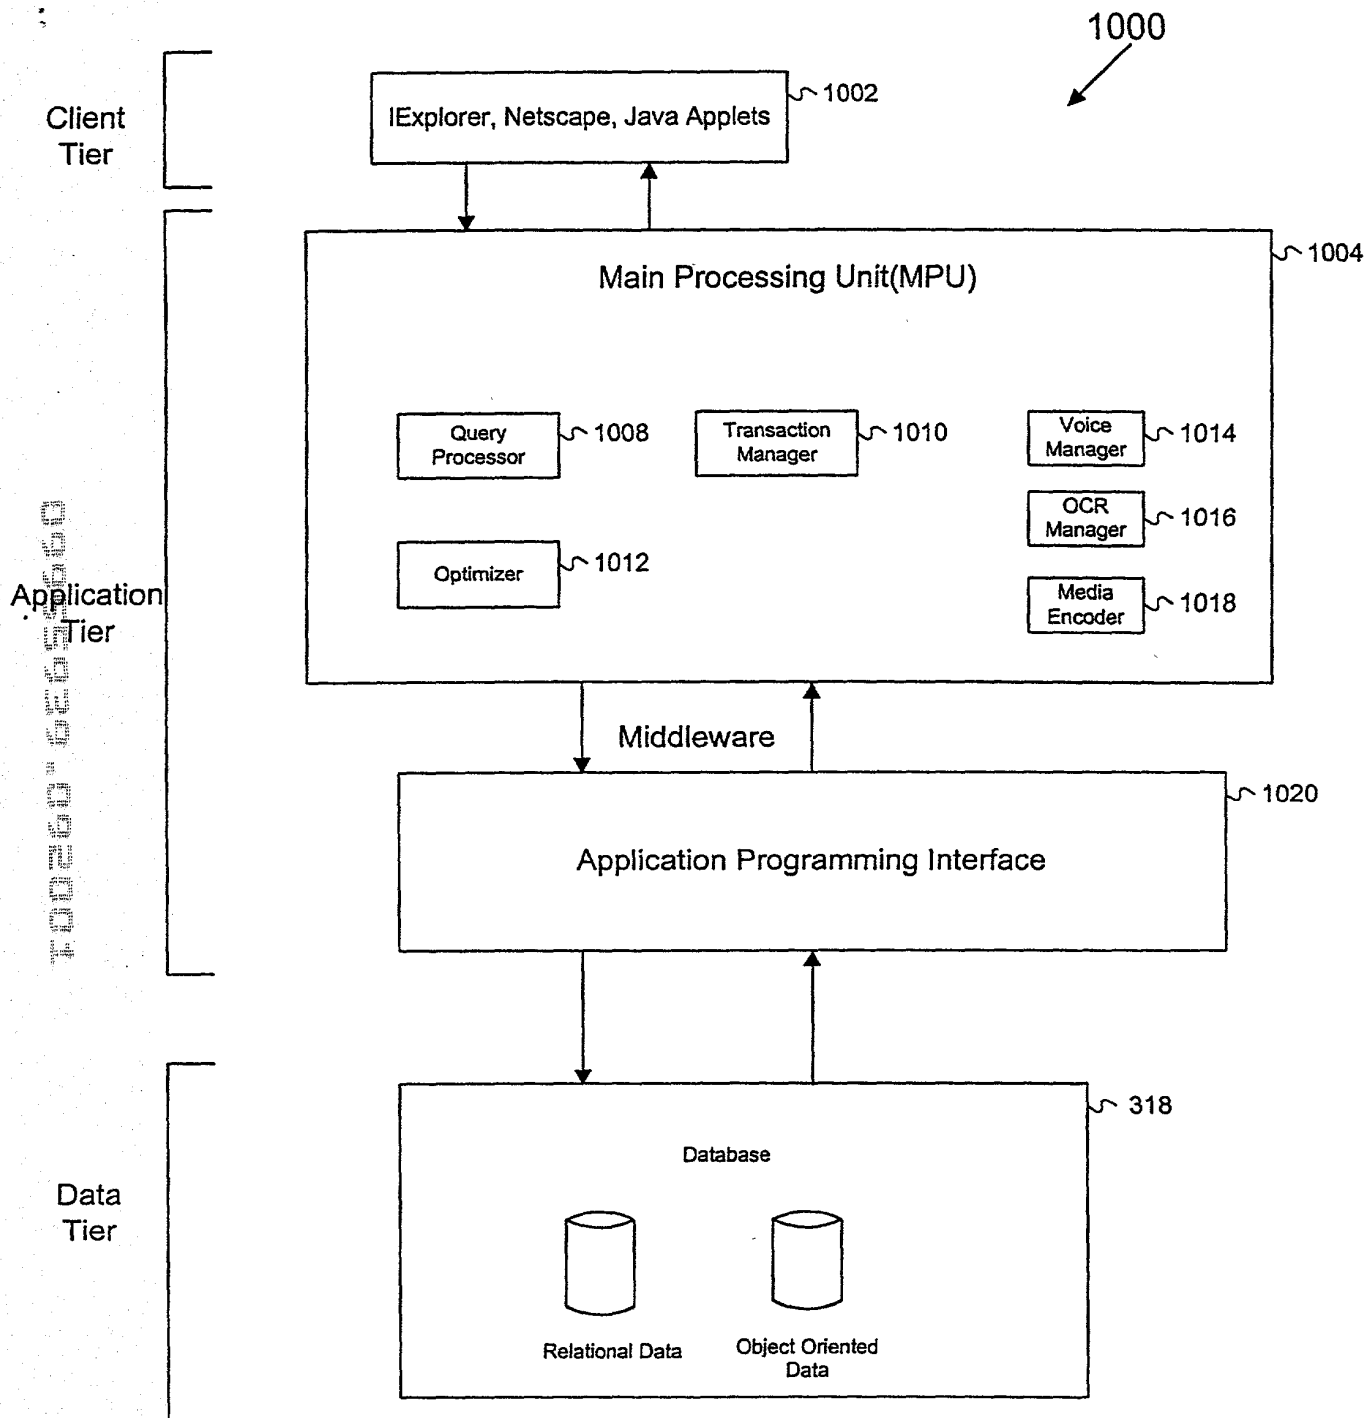 1000
Client
Tier
IExplorer, Netscape, Java Applets
1002
Main Processing Unit(MPU)
1004
Query
Processor
1008
Transaction
Manager
1010
Voice
Manager
1014
OCR
Manager
1016
Optimizer
1012
Media
Encoder
1018
Application
Tier
Middleware
Application Programming Interface
1020
Data
Tier
Database
318
Relational Data
Object Oriented
Data